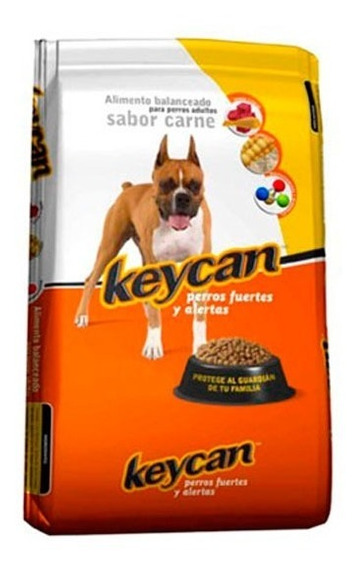 Alimento balanceado
para perros adultos
sabor carne
keycan
perros fuertes
y alertas
PROTEGE AL GUARDIÁN
DE TU FAMILIA
keycan
perros fuertes
y alertas
keycan
Alimento balanceado